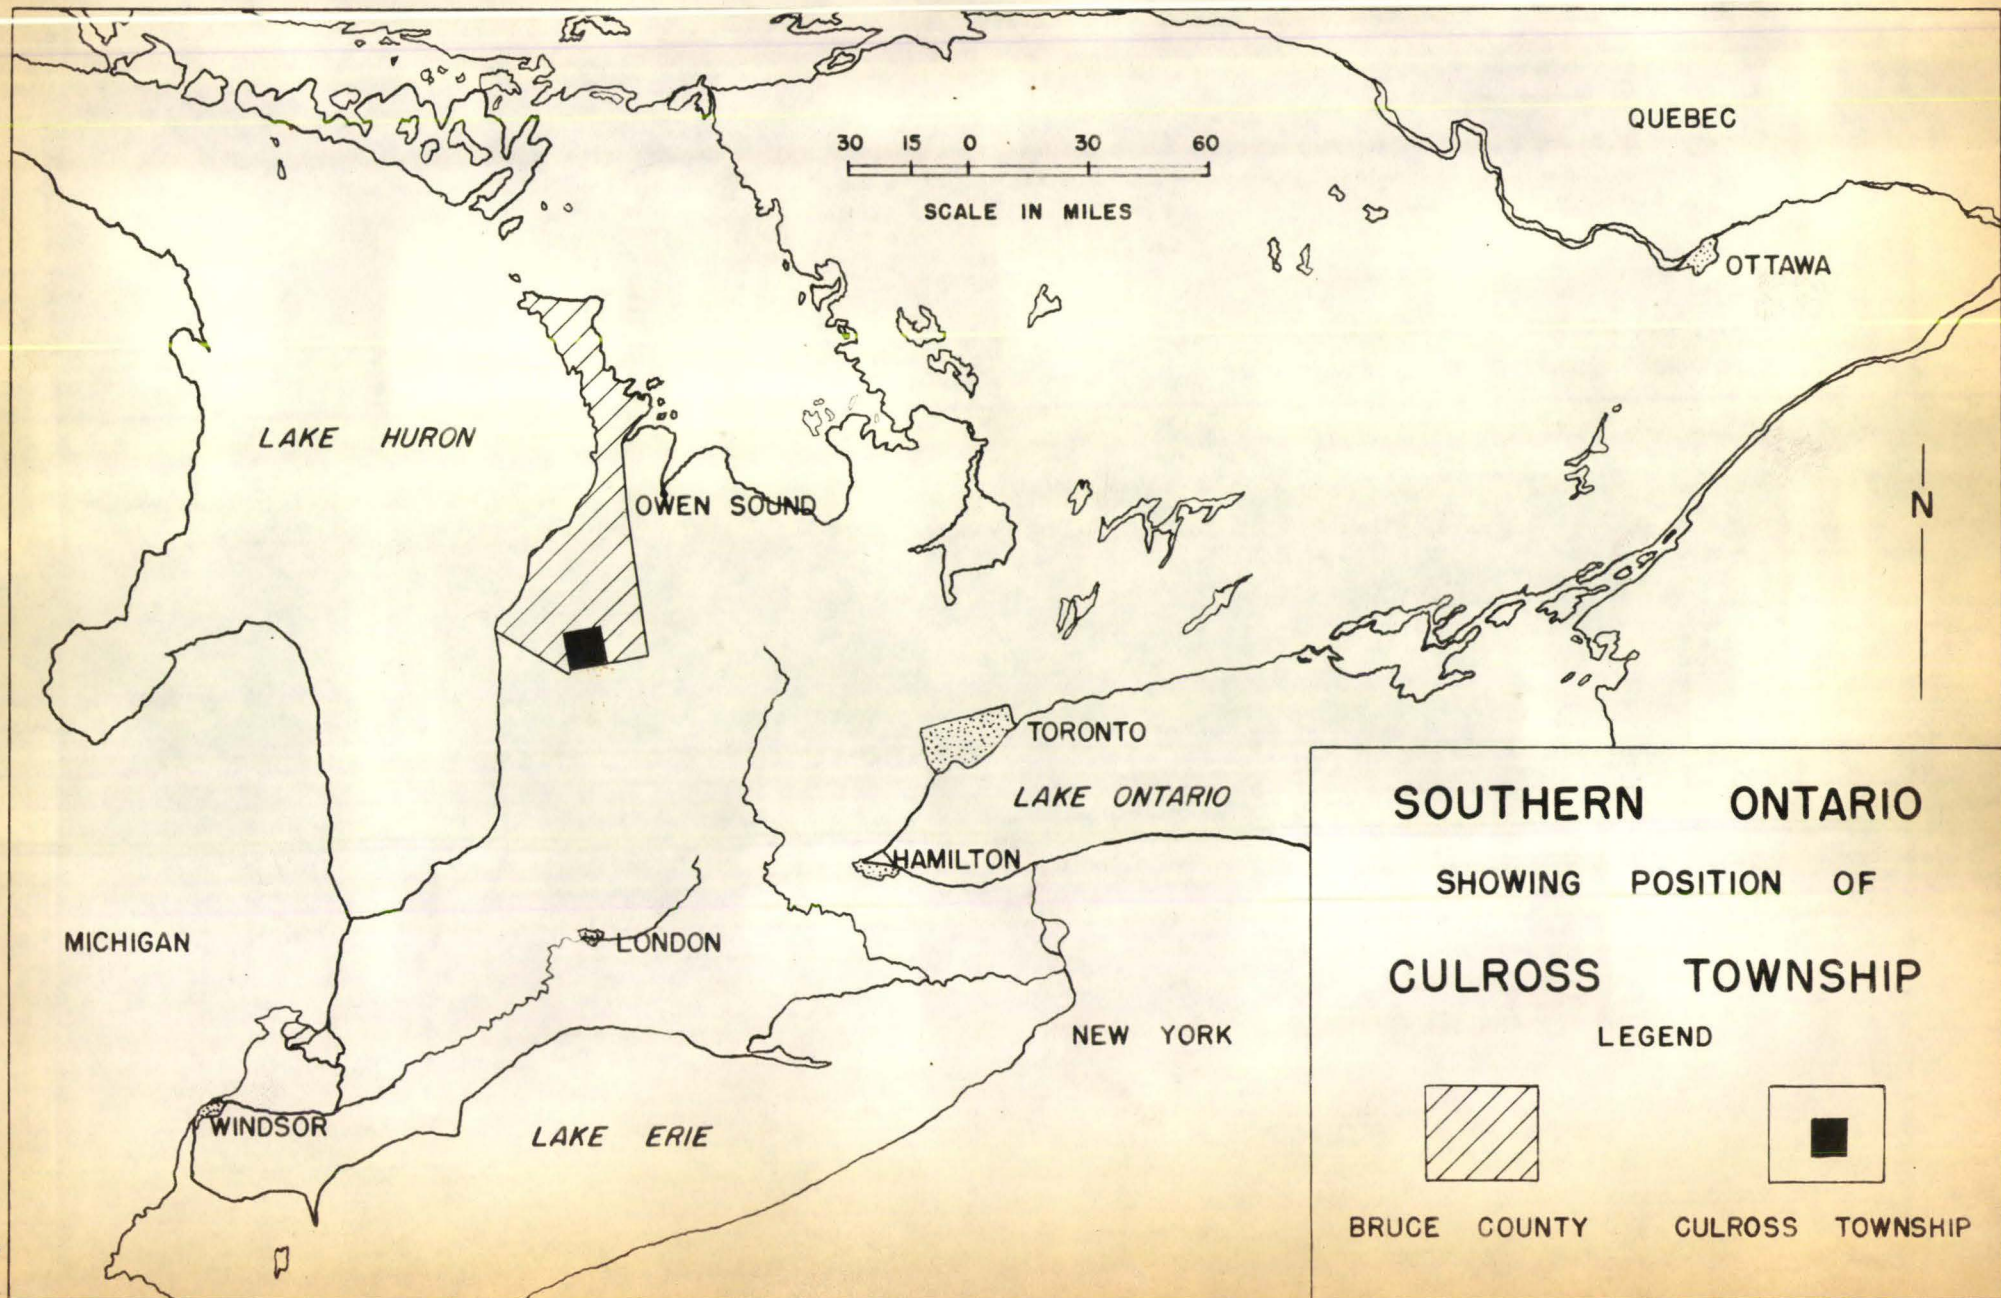 QUEBEC
30 15 0 30 60
SCALE IN MILES
OTTAWA
LAKE HURON
OWEN SOUND
N
TORONTO
LAKE ONTARIO
HAMILTON
MICHIGAN
LONDON
NEW YORK
WINDSOR
LAKE ERIE
SOUTHERN ONTARIO
SHOWING POSITION OF
CULROSS TOWNSHIP
LEGEND
BRUCE COUNTY
CULROSS TOWNSHIP